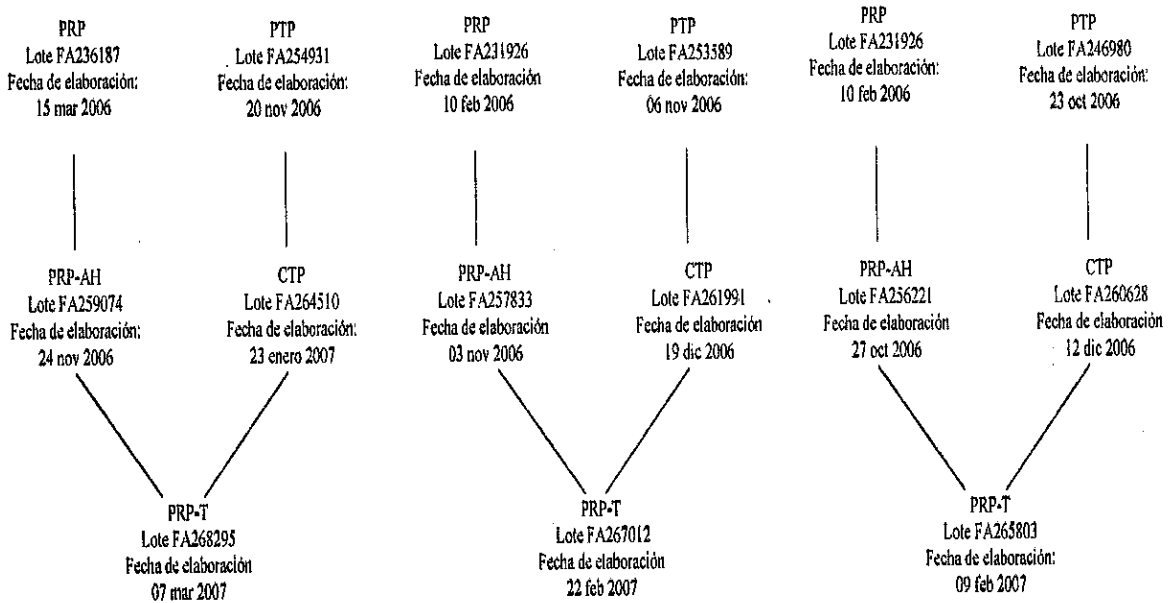 PRP
Lote FA236187
Fecha de elaboración:
15 mar 2006
PTP
Lote FA254931
Fecha de elaboración:
20 nov 2006
PRP
Lote FA231926
Fecha de elaboración
10 feb 2006
PTP
Lote FA253589
Fecha de elaboración:
06 nov 2006
PRP
Lote FA231926
Fecha de elaboración:
10 feb 2006
PTP
Lote FA246980
Fecha de elaboración:
23 oct 2006
PRP-AH
Lote FA259074
Fecha de elaboración:
24 nov 2006
CTP
Lote FA264510
Fecha de elaboración:
23 enero 2007
PRP-AH
Lote FA257833
Fecha de elaboración
03 nov 2006
CTP
Lote FA261991
Fecha de elaboración
19 dic 2006
PRP-AH
Lote FA256221
Fecha de elaboración
27 oct 2006
CTP
Lote FA260628
Fecha de elaboración
12 dic 2006
PRP-T
Lote FA268295
Fecha de elaboración
07 mar 2007
PRP-T
Lote FA267012
Fecha de elaboración
22 feb 2007
PRP-T
Lote FA265803
Fecha de elaboración:
09 feb 2007